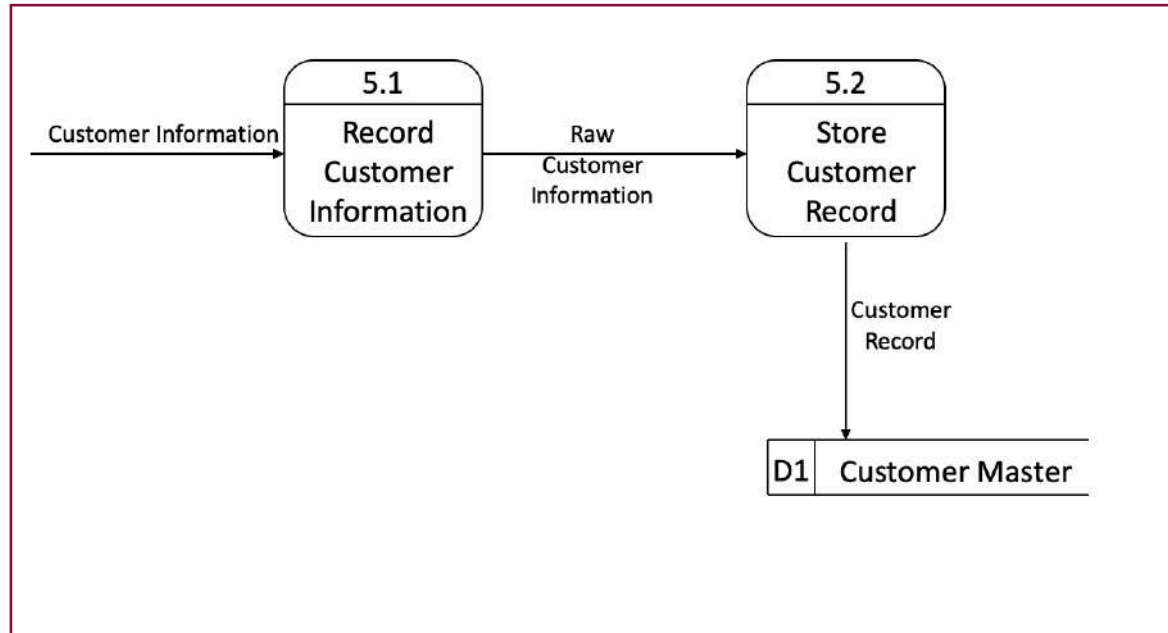 5.1
Record
Customer
Information
5.2
Store
Customer
Record
Customer Information
Raw
Customer
Information
Customer
Record
D1
Customer Master